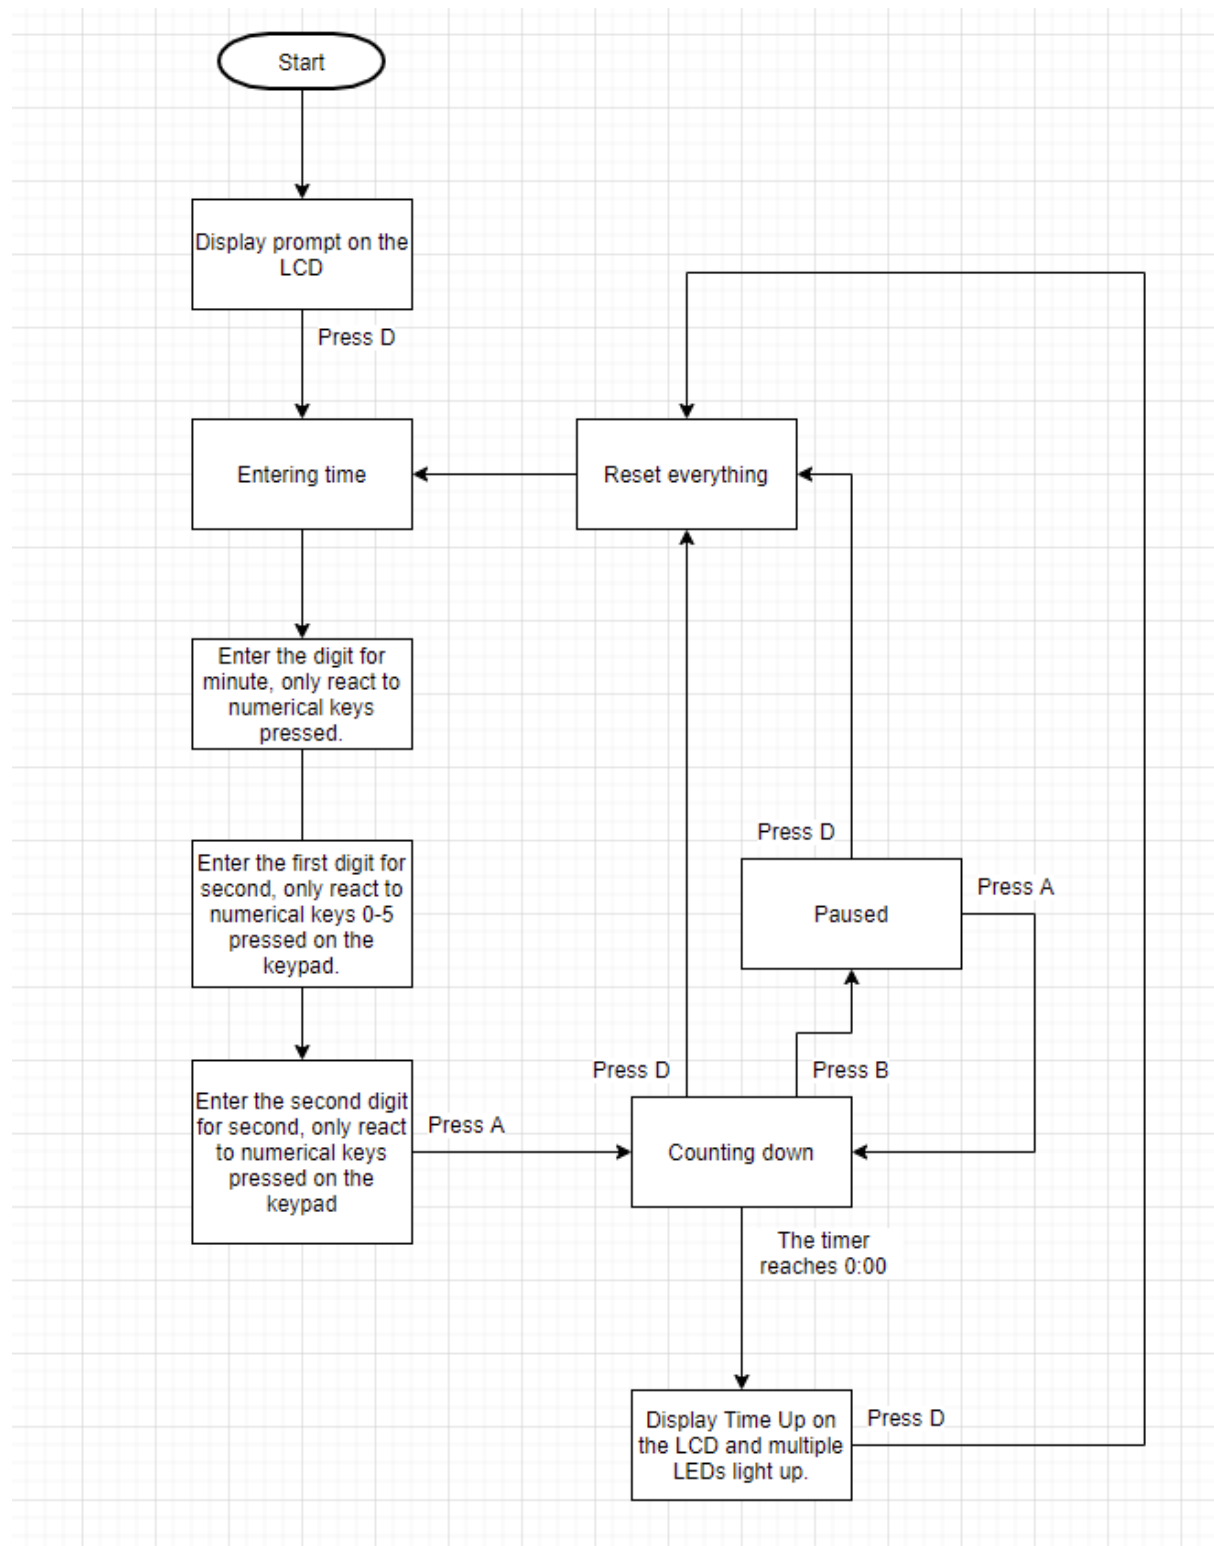 Start
Display prompt on the
LCD
Press D
Entering time
Reset everything
Enter the digit for
minute, only react to
numerical keys
pressed.
Press D
Enter the first digit for
second, only react to
numerical keys 0-5
pressed on the
keypad.
Paused
Press A
Press D
Press B
Enter the second digit
for second, only react
to numerical keys
pressed on the
keypad
Press A
Counting down
The timer
reaches 0:00
Display Time Up on
the LCD and multiple
LEDs light up.
Press D